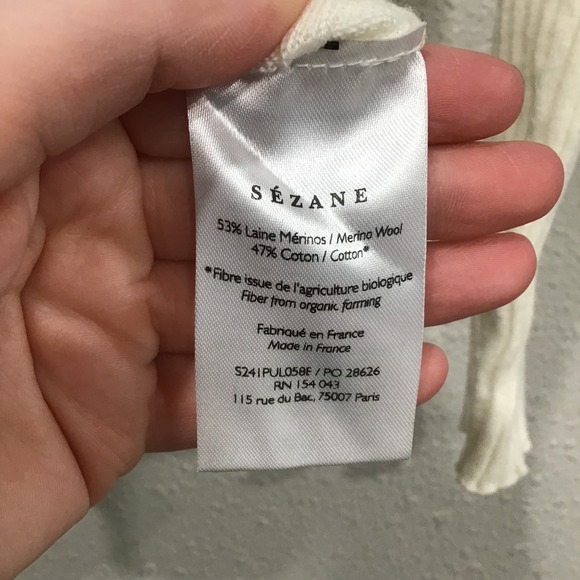 SÉZANE
53% Laine Mérinos / Merino Wool
47% Coton / Cotton*
*Fibre issue de l'agriculture biologique
Fiber from organic farming
Fabriqué en France
Made in France
S241PUL058F / PO 28626
RN 154 043
115 rue du Bac, 75007 Paris